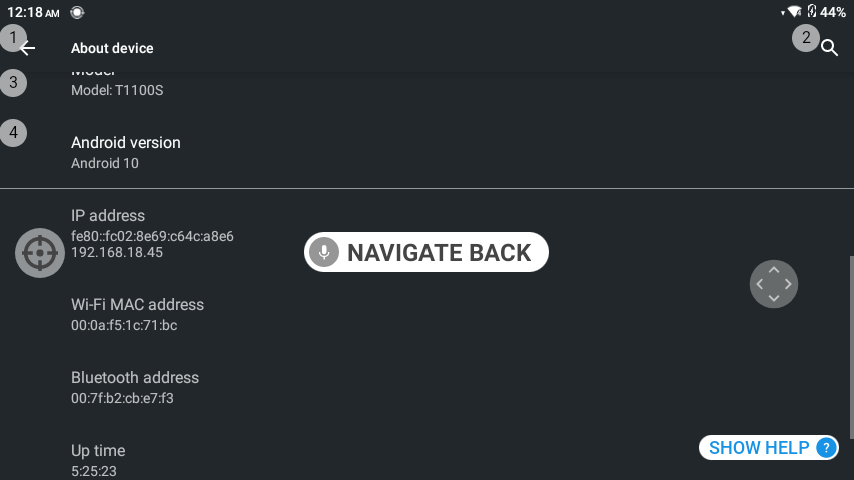 12:18 AM 44%
1 About device 2
3 Model
Model: T1100S
4 Android version
Android 10
IP address
fe80::fc02:8e69:c64c:a8e6
192.168.18.45
NAVIGATE BACK
Wi-Fi MAC address
00:0a:f5:1c:71:bc
Bluetooth address
00:7f:b2:cb:e7:f3
Up time
5:25:23
SHOW HELP ?